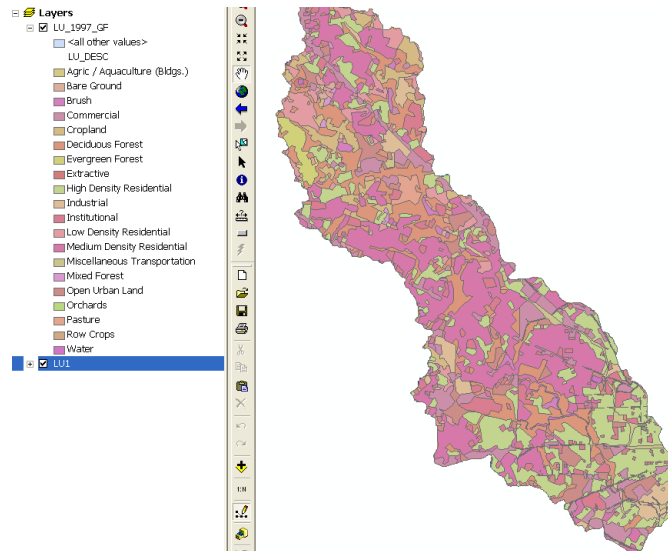 Layers
LU_1997_GF
<all other values>
LU_DESC
Agric / Aquaculture (Bldgs.)
Bare Ground
Brush
Commercial
Cropland
Deciduous Forest
Evergreen Forest
Extractive
High Density Residential
Industrial
Institutional
Low Density Residential
Medium Density Residential
Miscellaneous Transportation
Mixed Forest
Open Urban Land
Orchards
Pasture
Row Crops
Water
LU1